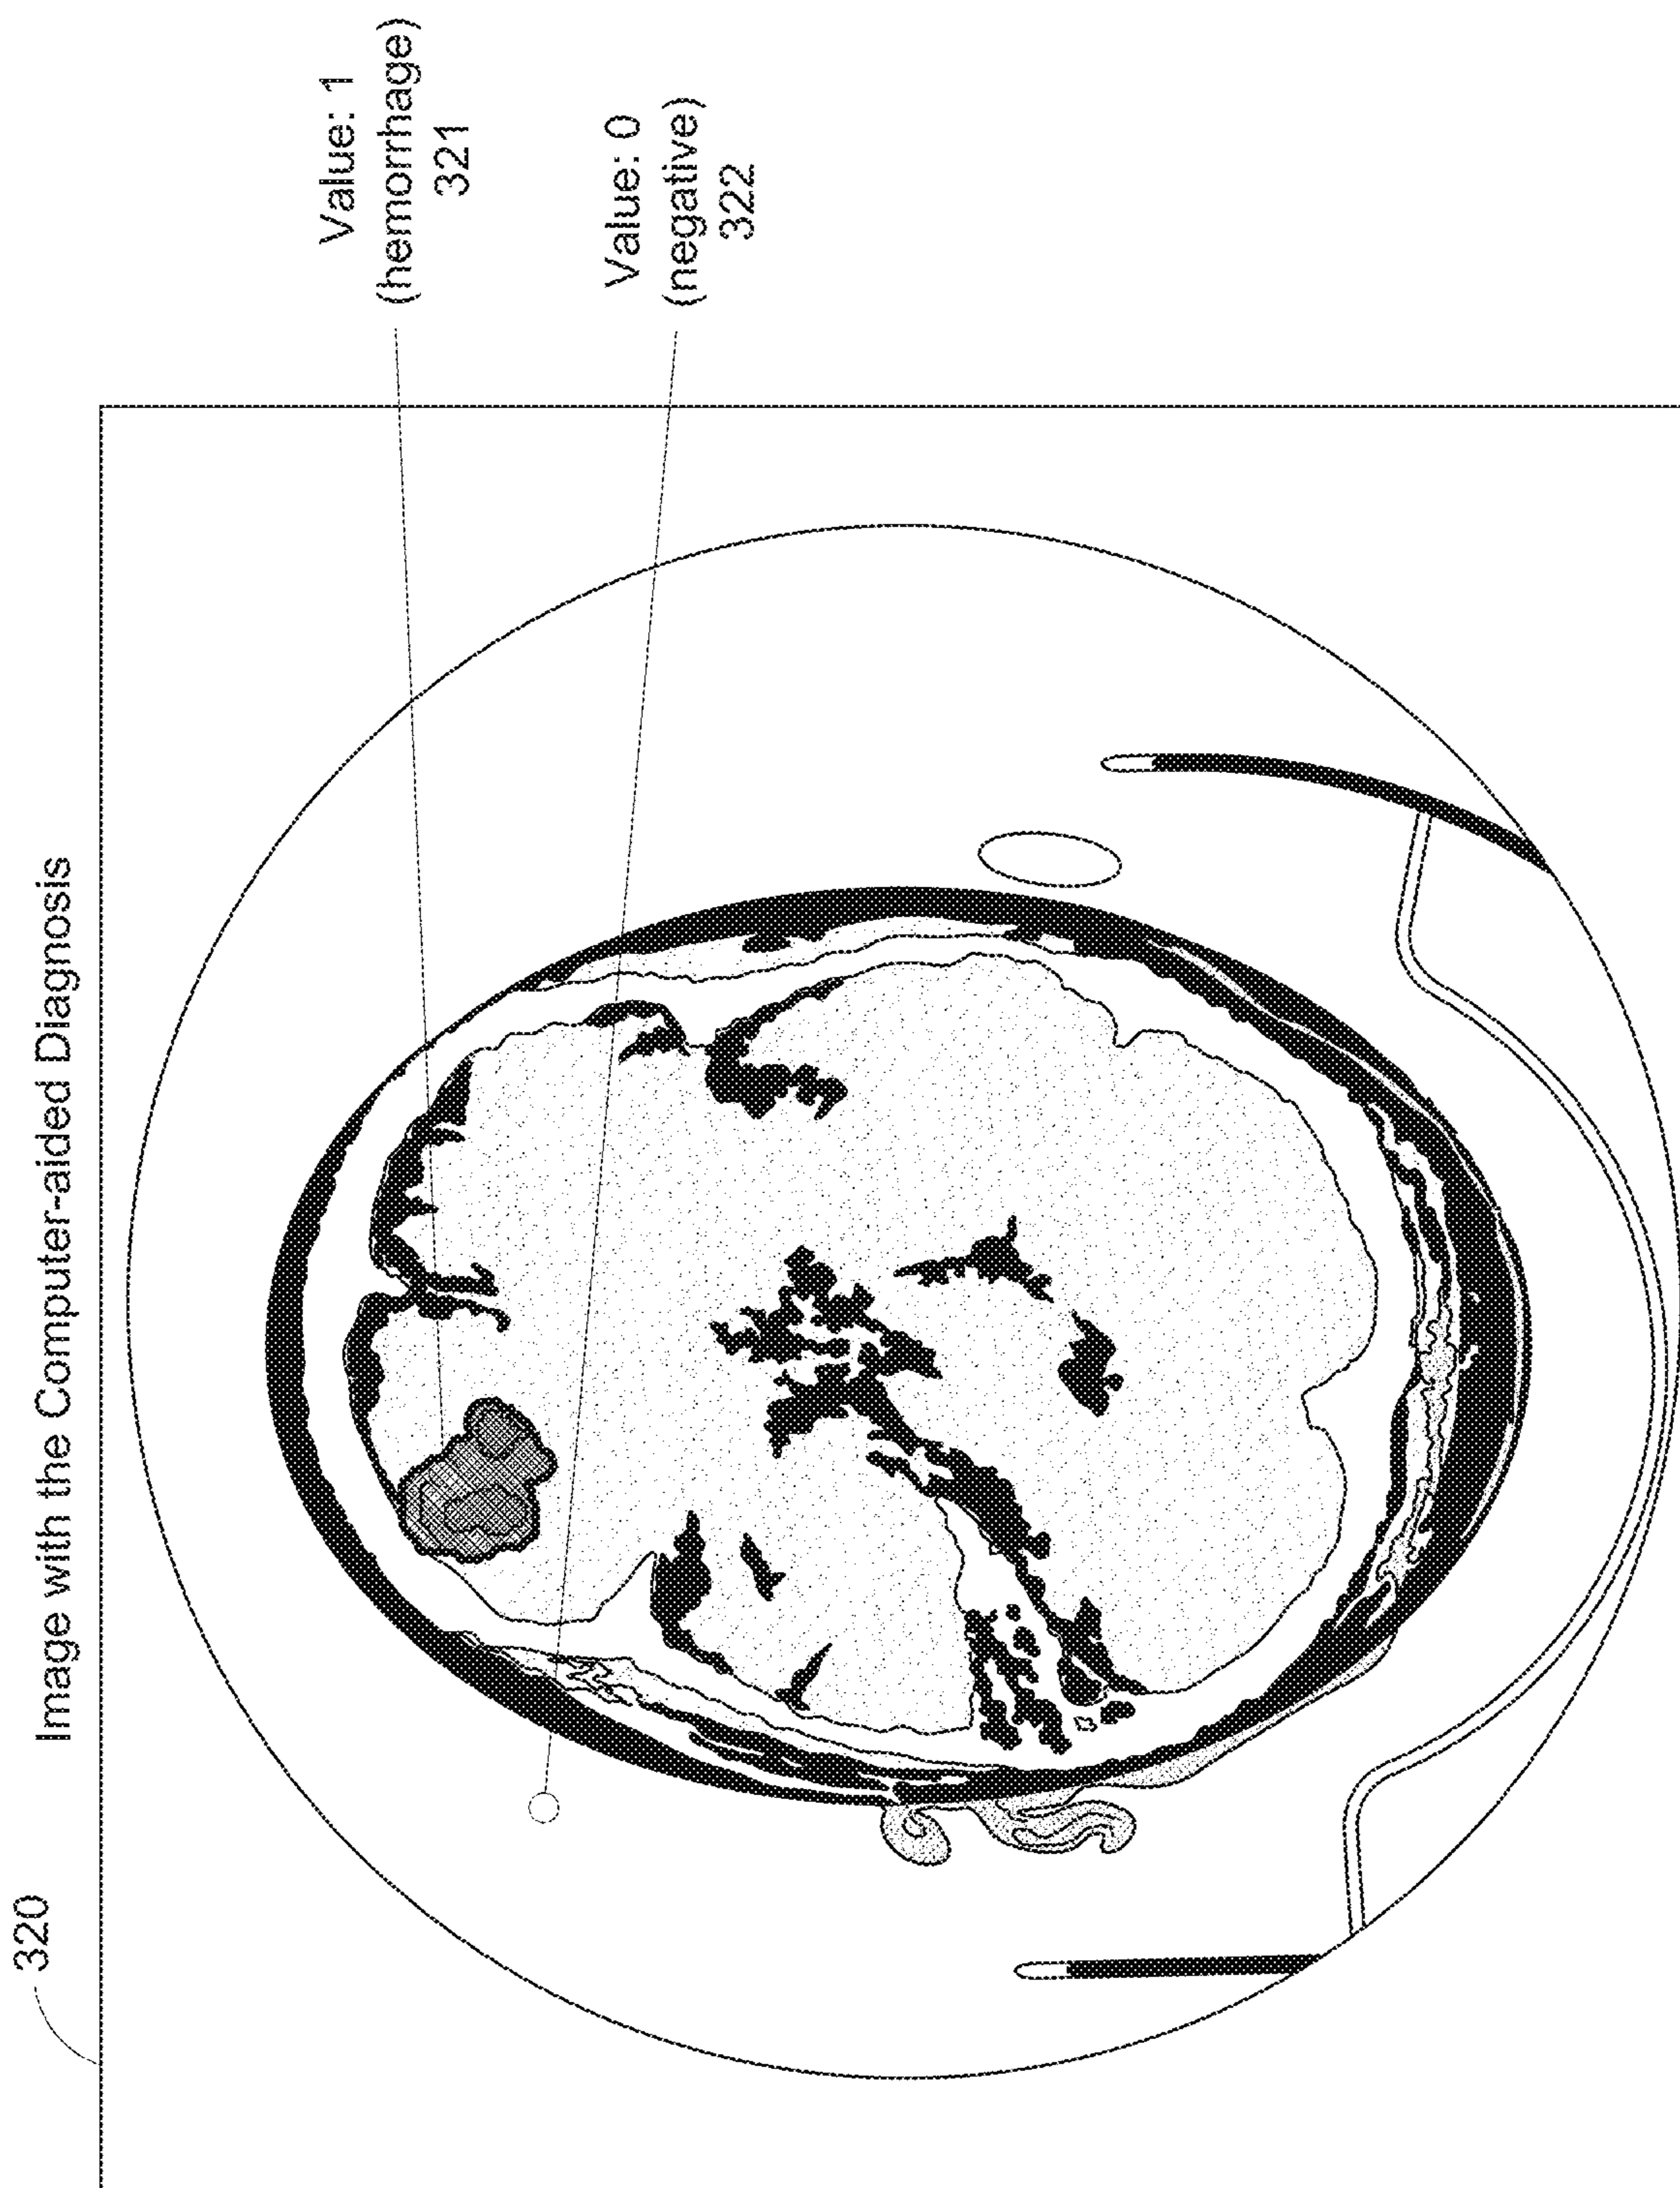 320
Image with the Computer-aided Diagnosis
Value: 1
(hemorrhage)
321
Value: 0
(negative)
322